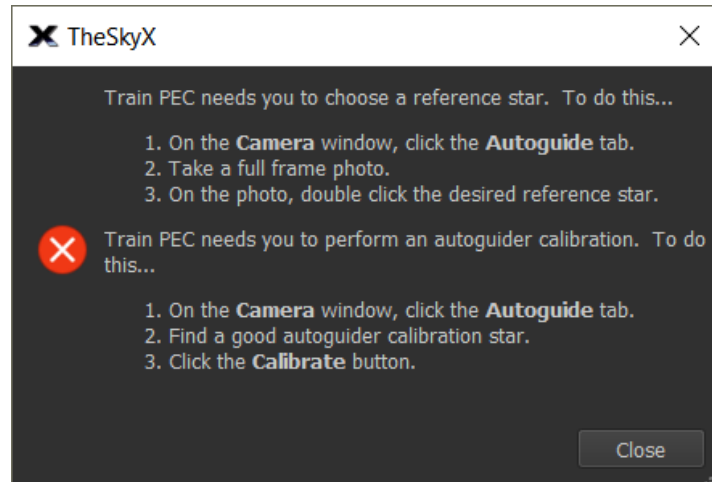 TheSkyX
Train PEC needs you to choose a reference star. To do this...
1. On the Camera window, click the Autoguide tab.
2. Take a full frame photo.
3. On the photo, double click the desired reference star.
Train PEC needs you to perform an autoguider calibration. To do
this...
1. On the Camera window, click the Autoguide tab.
2. Find a good autoguider calibration star.
3. Click the Calibrate button.
Close